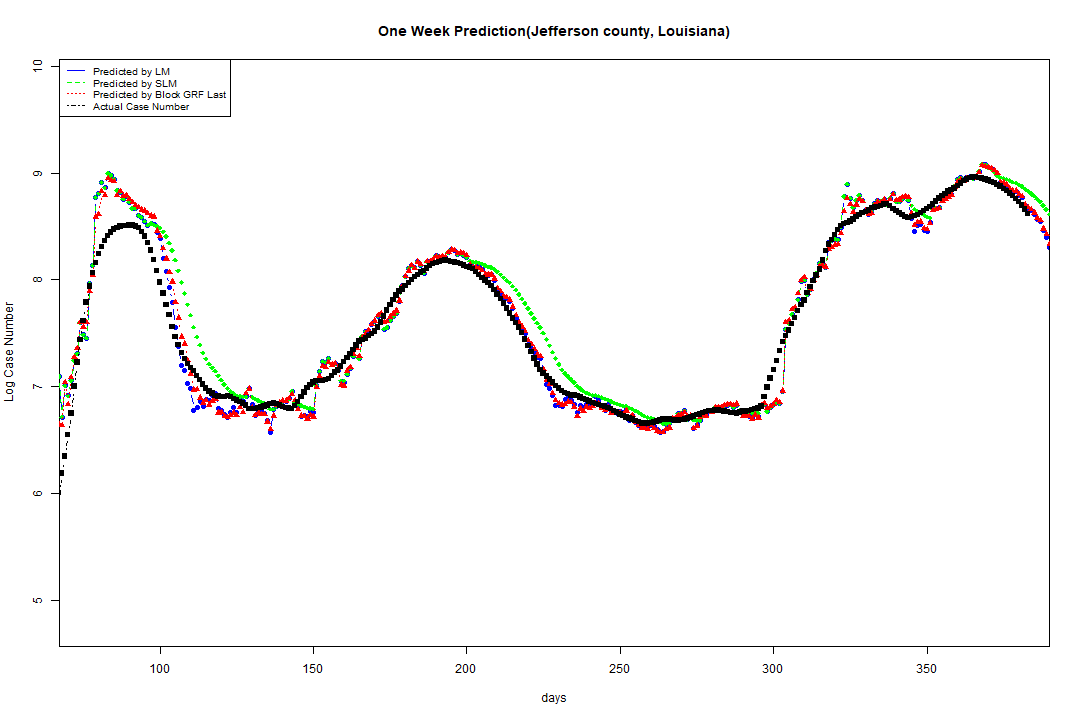 One Week Prediction(Jefferson county, Louisiana)
Predicted by LM
Predicted by SLM
Predicted by Block GRF Last
Actual Case Number
10
9
8
7
6
5
Log Case Number
100 150 200 250 300 350
days